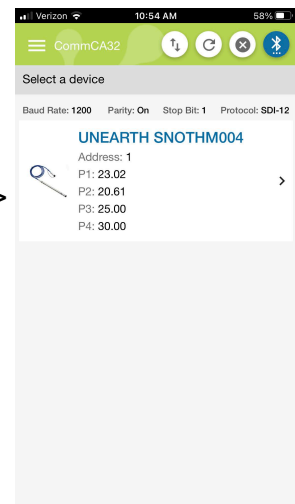 Verizon 10:54 AM 58%
CommCA32
Select a device
Baud Rate: 1200 Parity: On Stop Bit: 1 Protocol: SDI-12
UNEARTH SNOTHM004
Address: 1
P1: 23.02
P2: 20.61
>
P3: 25.00
P4: 30.00